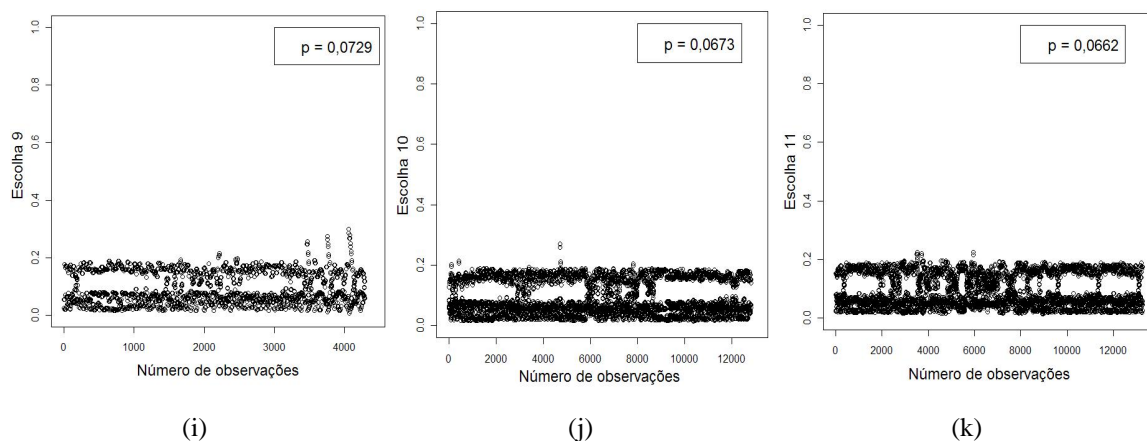 p = 0,0729
Escolha 9
0.0 0.2 0.4 0.6 0.8 1.0
0 1000 2000 3000 4000
Número de observações
(i)
p = 0,0673
Escolha 10
0.0 0.2 0.4 0.6 0.8 1.0
0 2000 4000 6000 8000 10000 12000
Número de observações
(j)
p = 0,0662
Escolha 11
0.0 0.2 0.4 0.6 0.8 1.0
0 2000 4000 6000 8000 10000 12000
Número de observações
(k)